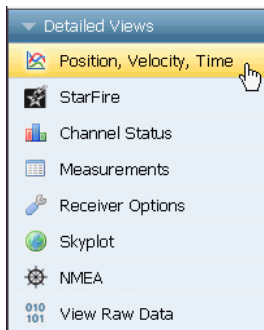 Detailed Views
Position, Velocity, Time
StarFire
Channel Status
Measurements
Receiver Options
Skyplot
NMEA
010
101
View Raw Data